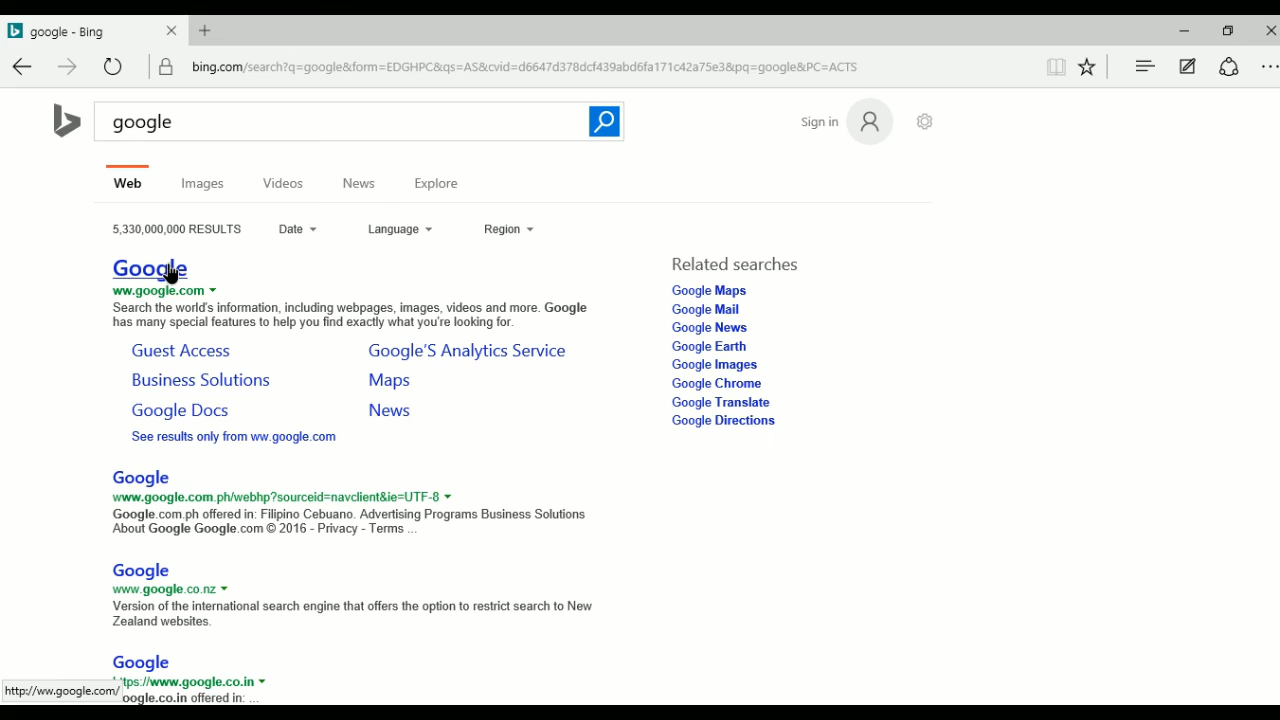 google - Bing
bing.com/search?q=google&form=EDGHPC&qs=AS&cvid=d6647d378dcf439abd6fa171c42a75e3&pq=google&PC=ACTS
google
Sign in
Web Images Videos News Explore
5,330,000,000 RESULTS Date Language Region
Google
ww.google.com
Search the world's information, including webpages, images, videos and more. Google
has many special features to help you find exactly what you're looking for.
Guest Access Google'S Analytics Service
Business Solutions Maps
Google Docs News
See results only from ww.google.com
Google
www.google.com.ph/webhp?sourceid=navclient&ie=UTF-8
Google.com.ph offered in: Filipino Cebuano. Advertising Programs Business Solutions
About Google Google.com © 2016 - Privacy - Terms ...
Google
www.google.co.nz
Version of the international search engine that offers the option to restrict search to New
Zealand websites.
Google
https://www.google.co.in
google.co.in offered in: ...
Related searches
Google Maps
Google Mail
Google News
Google Earth
Google Images
Google Chrome
Google Translate
Google Directions
http://ww.google.com/